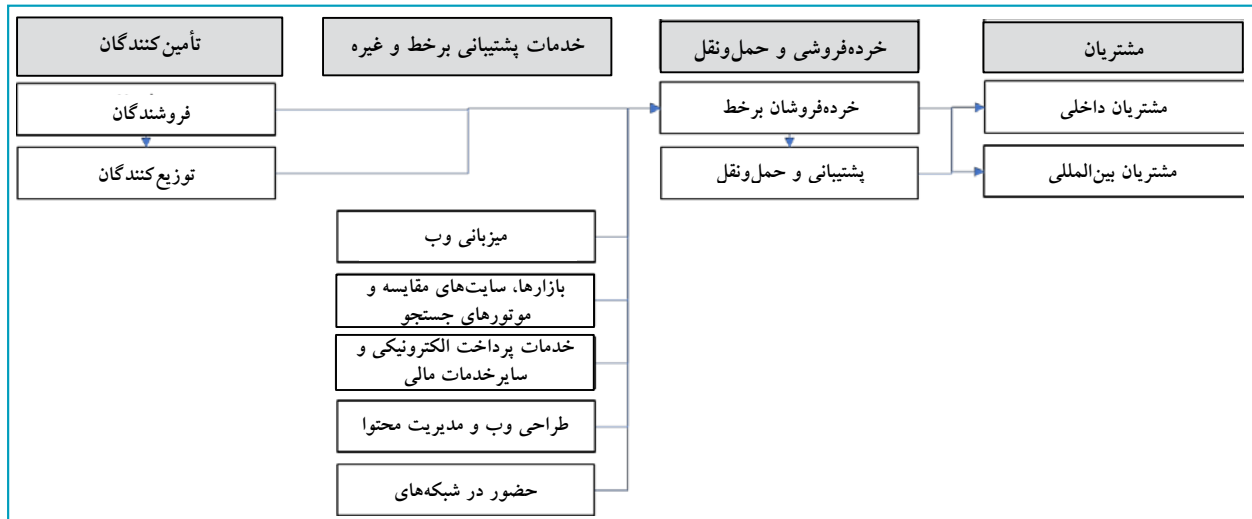 تأمین‌کنندگان
خدمات پشتیبانی برخط و غیره
خرده‌فروشی و حمل‌ونقل
مشتریان
فروشندگان
توزیع‌کنندگان
میزبانی وب
بازارها، سایت‌های مقایسه و
موتورهای جستجو
خدمات پرداخت الکترونیکی و
سایرخدمات مالی
طراحی وب و مدیریت محتوا
حضور در شبکه‌های
خرده‌فروشان برخط
پشتیبانی و حمل‌ونقل
مشتریان داخلی
مشتریان بین‌المللی